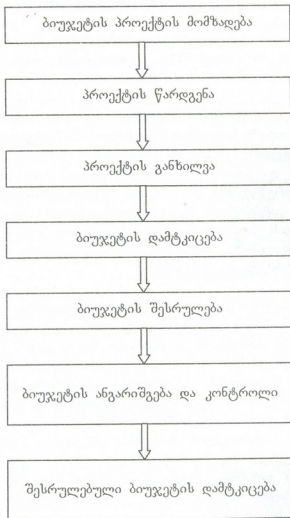 ბიუჯეტის პროექტის მომზადება
პროექტის წარდგენა
პროექტის განხილვა
ბიუჯეტის დამტკიცება
ბიუჯეტის შესრულება
ბიუჯეტის ანგარიშგება და კონტროლი
შესრულებული ბიუჯეტის დამტკიცება